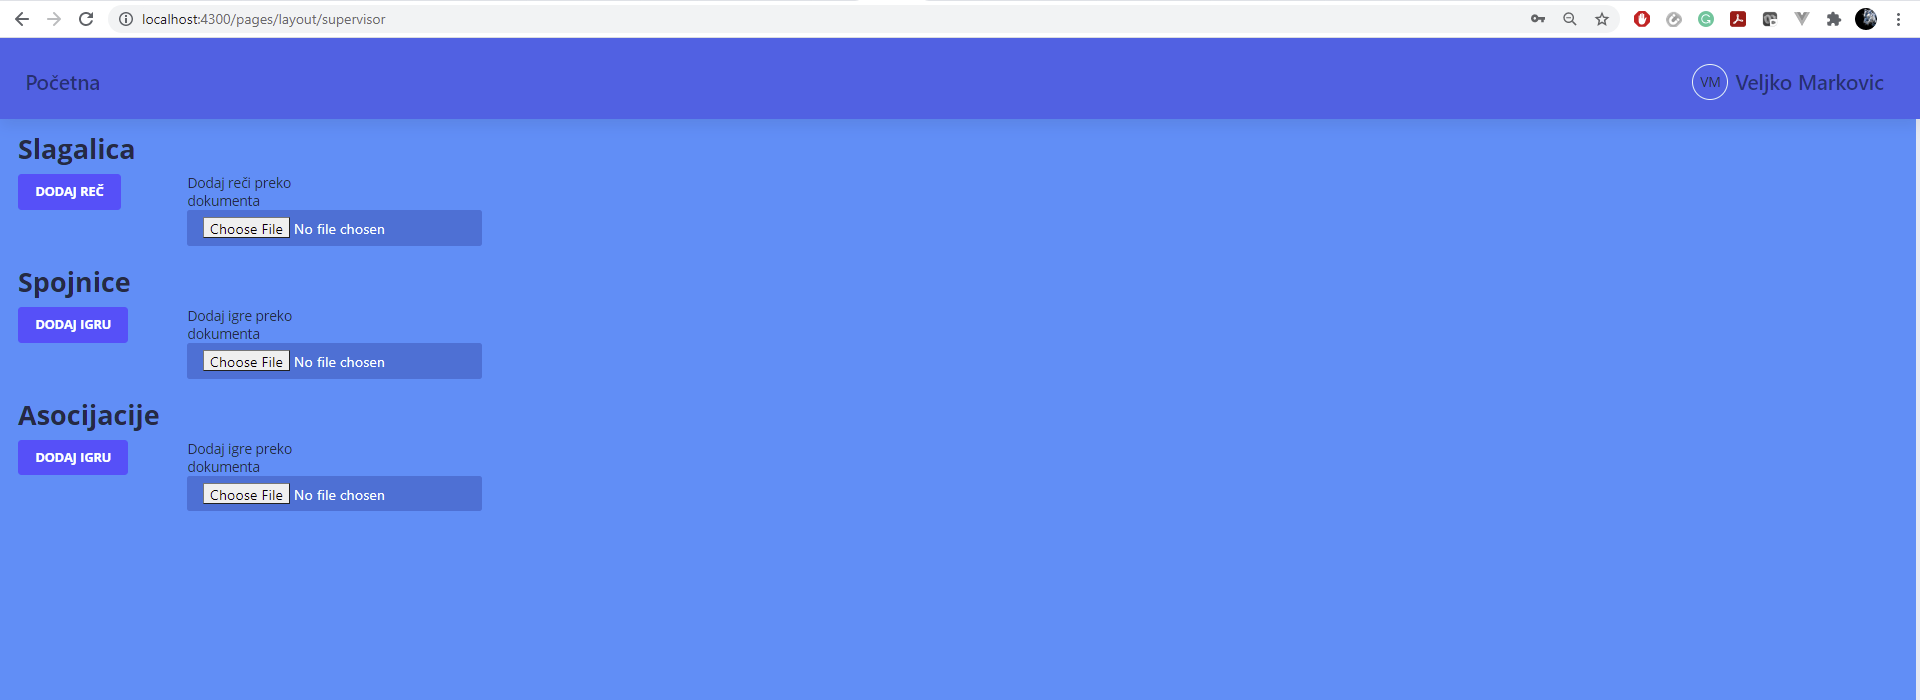 localhost:4300/pages/layout/supervisor
Početna
VM Veljko Markovic
Slagalica
DODAJ REČ
Dodaj reči preko
dokumenta
Choose File No file chosen
Spojnice
DODAJ IGRU
Dodaj igre preko
dokumenta
Choose File No file chosen
Asocijacije
DODAJ IGRU
Dodaj igre preko
dokumenta
Choose File No file chosen